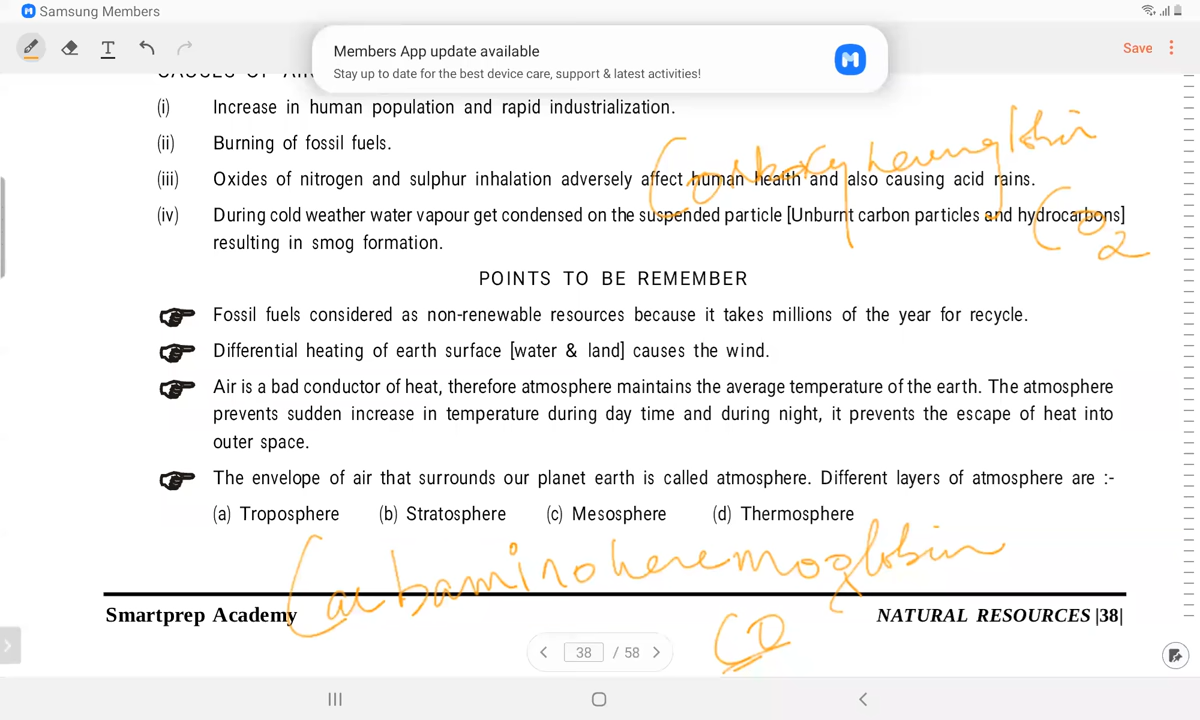 Samsung Members
T
Save
Members App update available
Stay up to date for the best device care, support & latest activities!
(i) Increase in human population and rapid industrialization.
(ii) Burning of fossil fuels.
(iii) Oxides of nitrogen and sulphur inhalation adversely affect human health and also causing acid rains.
Carboxy hemoglobin
(iv) During cold weather water vapour get condensed on the suspended particle [Unburnt carbon particles and hydrocarbons]
CO2
resulting in smog formation.
POINTS TO BE REMEMBER
Fossil fuels considered as non-renewable resources because it takes millions of the year for recycle.
Differential heating of earth surface [water & land] causes the wind.
Air is a bad conductor of heat, therefore atmosphere maintains the average temperature of the earth. The atmosphere
prevents sudden increase in temperature during day time and during night, it prevents the escape of heat into
outer space.
The envelope of air that surrounds our planet earth is called atmosphere. Different layers of atmosphere are :-
(a) Troposphere (b) Stratosphere (c) Mesosphere (d) Thermosphere
Smartprep Academy NATURAL RESOURCES |38|
CO
38 / 58